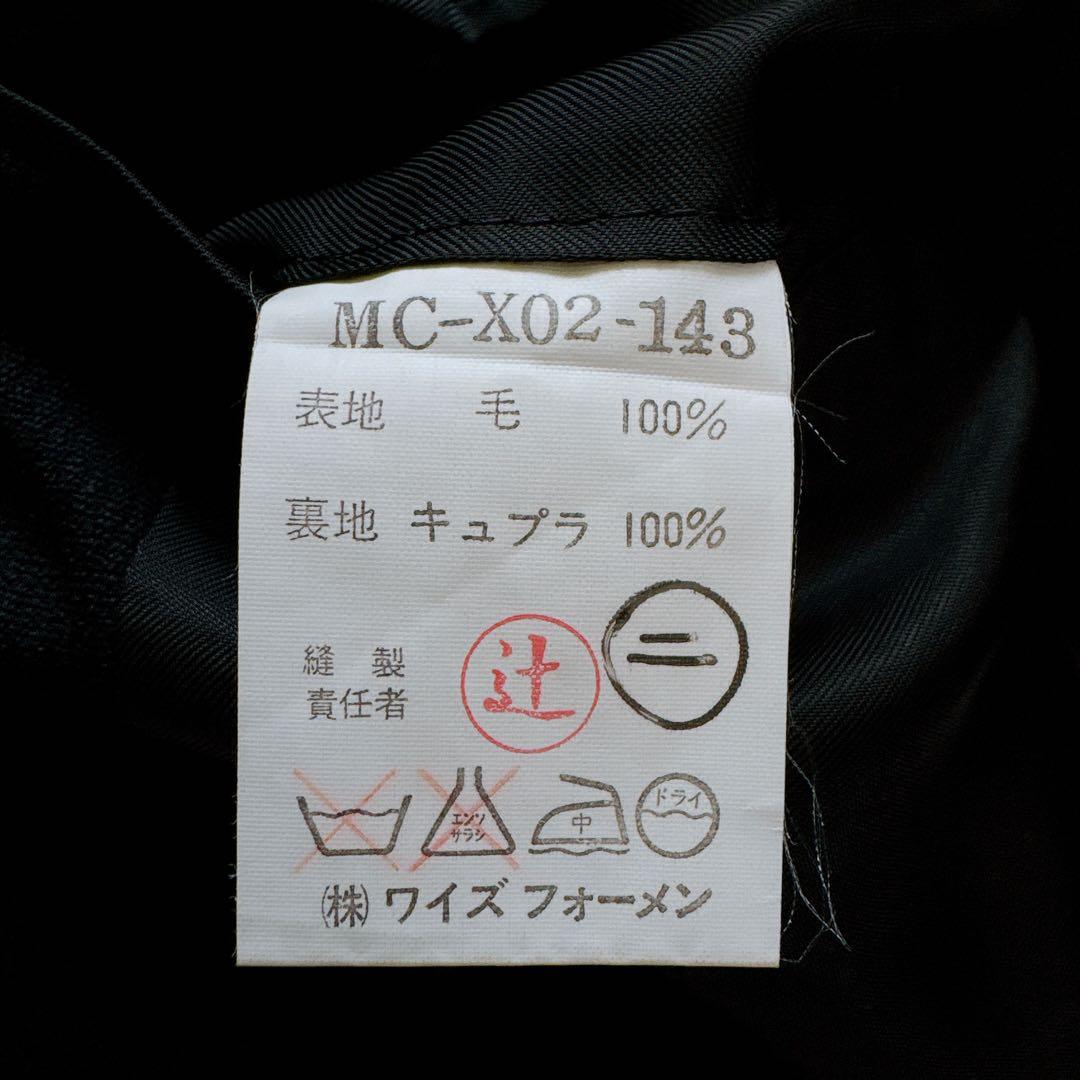 MC-X02-143
表地 毛 100%
裏地 キュプラ 100%
縫製
責任者
辻
二
エンソ
サラシ
中
ドライ
㈱ワイズ フォーメン